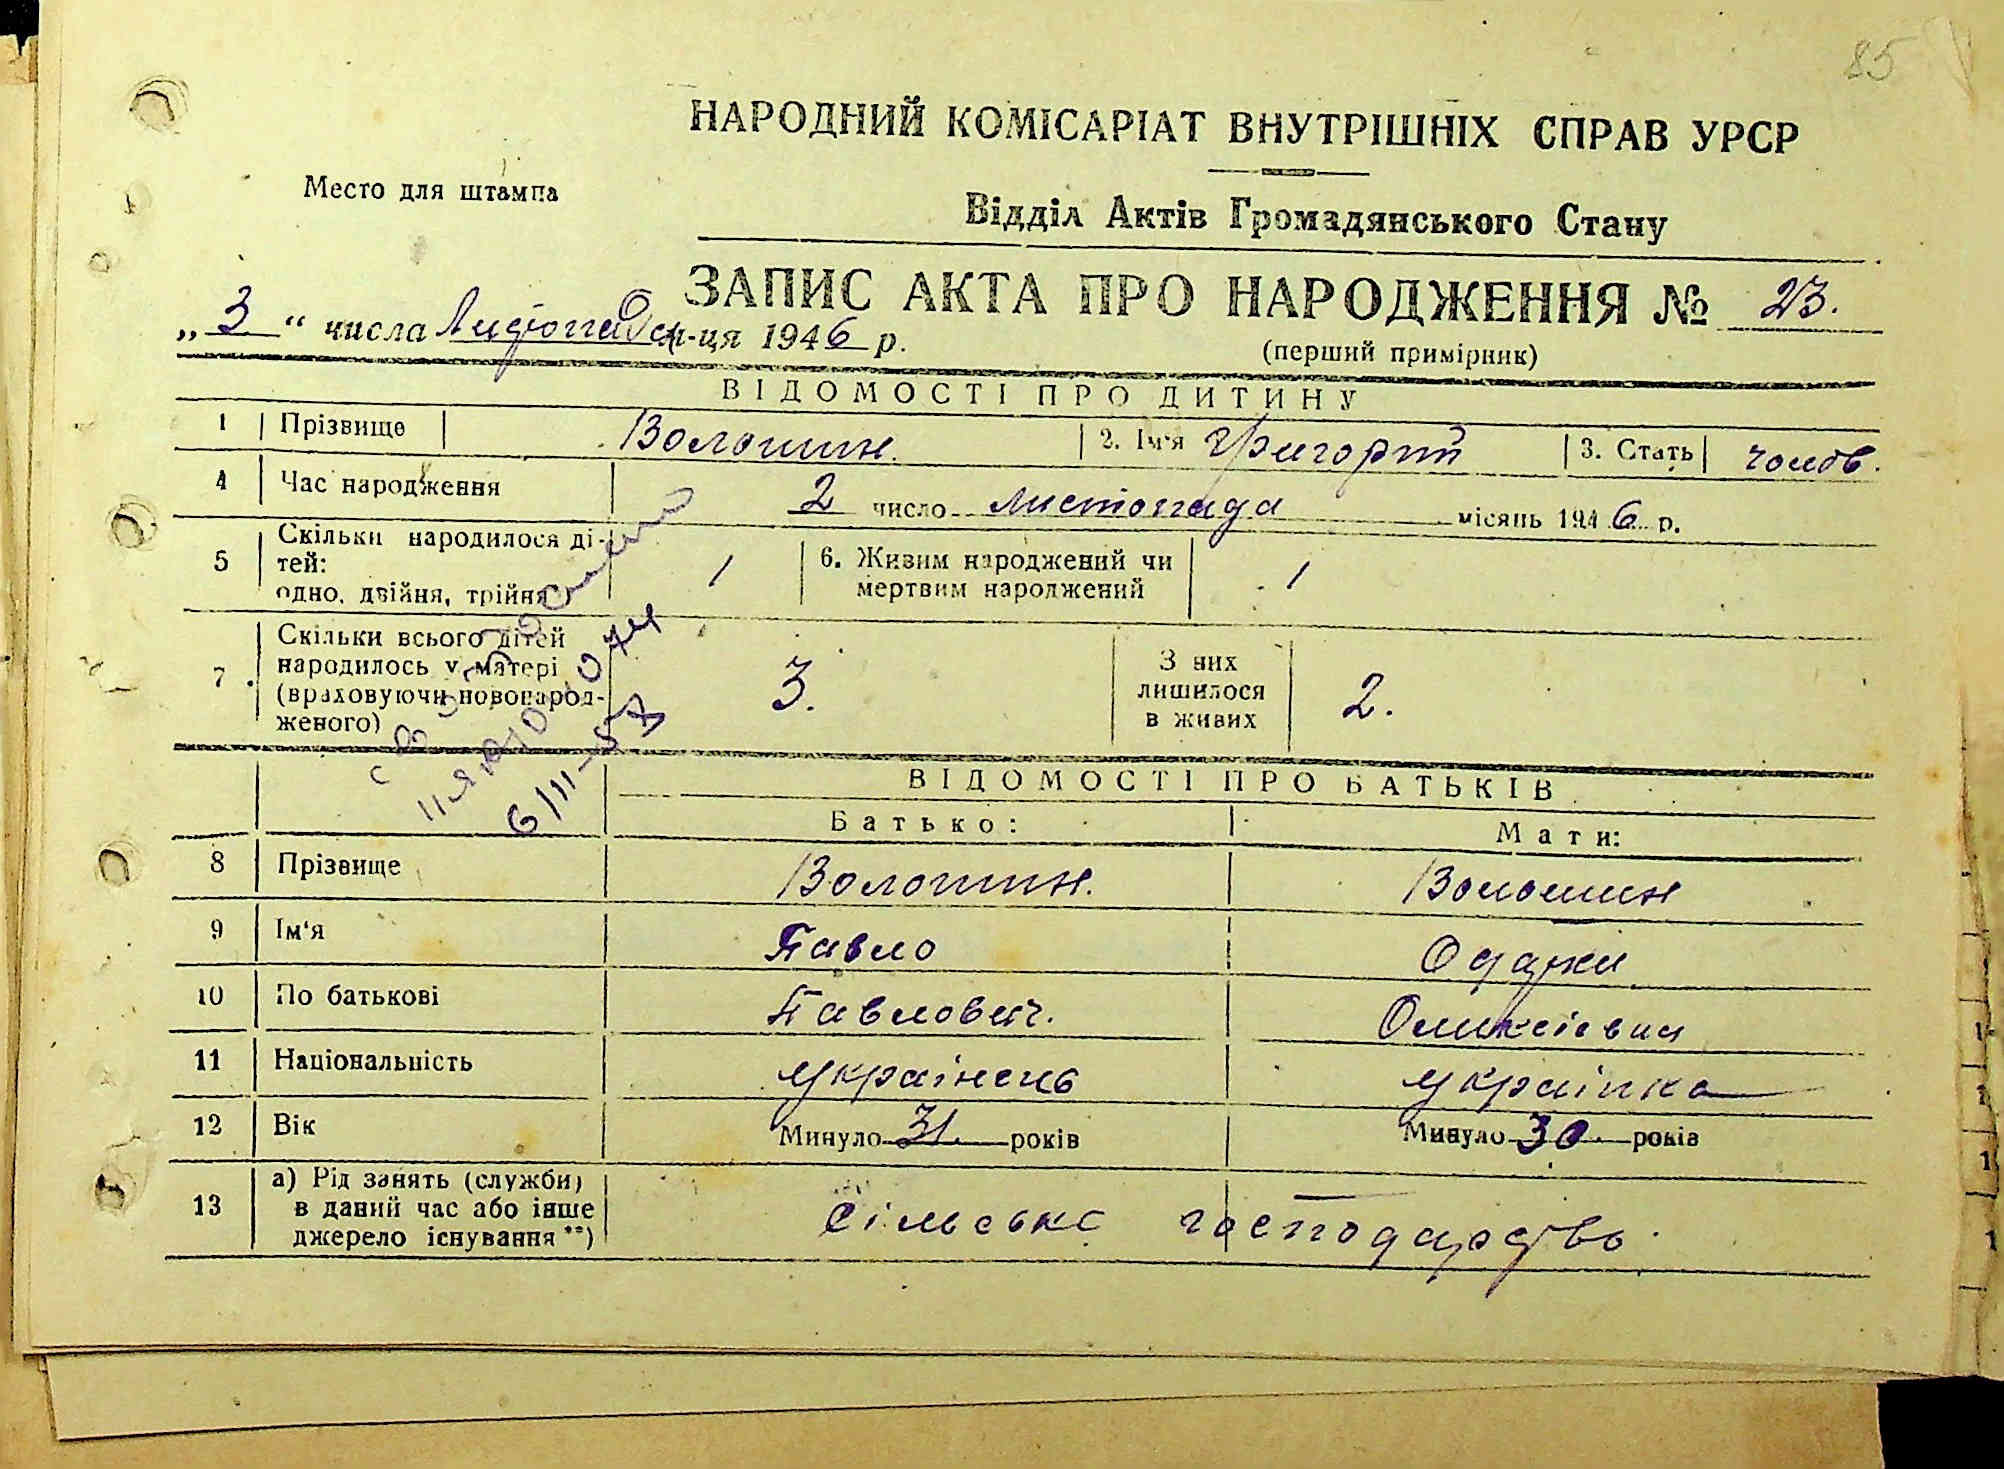 85
НАРОДНИЙ КОМІСАРІАТ ВНУТРІШНІХ СПРАВ УРСР
Место для штампа
Відділ Актів Громадянського Стану
ЗАПИС АКТА ПРО НАРОДЖЕННЯ № 23.
„3“ числа м-ця 1946 р.
(перший примірник)
ВІДОМОСТІ ПРО ДИТИНУ
1 Прізвище Волошин. 2. Ім'я Григорій 3. Стать чолов.
4 Час народження 2 число листопада місяць 1946 р.
5 Скільки народилося дітей: одно, двійня, трійня 1 6. Живим народжений чи мертвим народжений 1
7 Скільки всього дітей народилось у матері (враховуючи новонародженого) 3. З них лишилося в живих 2.
6/II-57
ВІДОМОСТІ ПРО БАТЬКІВ
Батько: Мати:
8 Прізвище Волошин. Волошин
9 Ім'я Павло
10 По батькові Павлович.
11 Національність українець українка
12 Вік Минуло 31. років Минуло 30. років
13 а) Рід занять (служби) в даний час або інше джерело існування **) сільське господарство.